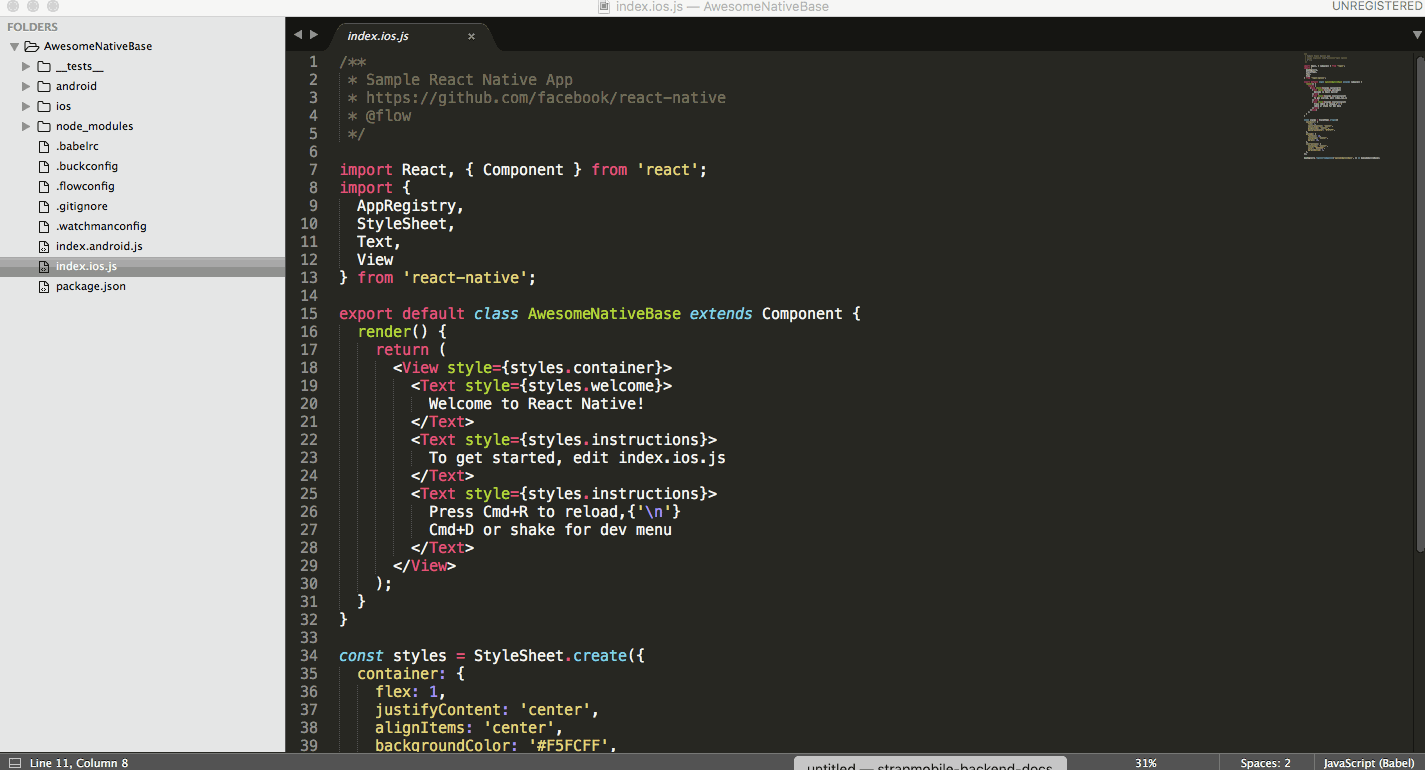 index.ios.js — AwesomeNativeBase
UNREGISTERED
FOLDERS
AwesomeNativeBase
__tests__
android
ios
node_modules
.babelrc
.buckconfig
.flowconfig
.gitignore
.watchmanconfig
index.android.js
index.ios.js
package.json
index.ios.js ×
1 /**
2 * Sample React Native App
3 * https://github.com/facebook/react-native
4 * @flow
5 */
6
7 import React, { Component } from 'react';
8 import {
9 AppRegistry,
10 StyleSheet,
11 Text,
12 View
13 } from 'react-native';
14
15 export default class AwesomeNativeBase extends Component {
16 render() {
17 return (
18 <View style={styles.container}>
19 <Text style={styles.welcome}>
20 Welcome to React Native!
21 </Text>
22 <Text style={styles.instructions}>
23 To get started, edit index.ios.js
24 </Text>
25 <Text style={styles.instructions}>
26 Press Cmd+R to reload,{'\n'}
27 Cmd+D or shake for dev menu
28 </Text>
29 </View>
30 );
31 }
32 }
33
34 const styles = StyleSheet.create({
35 container: {
36 flex: 1,
37 justifyContent: 'center',
38 alignItems: 'center',
39 backgroundColor: '#F5FCFF',
Line 11, Column 8
untitled — strapmobile-backend-docs
31%
Spaces: 2
JavaScript (Babel)